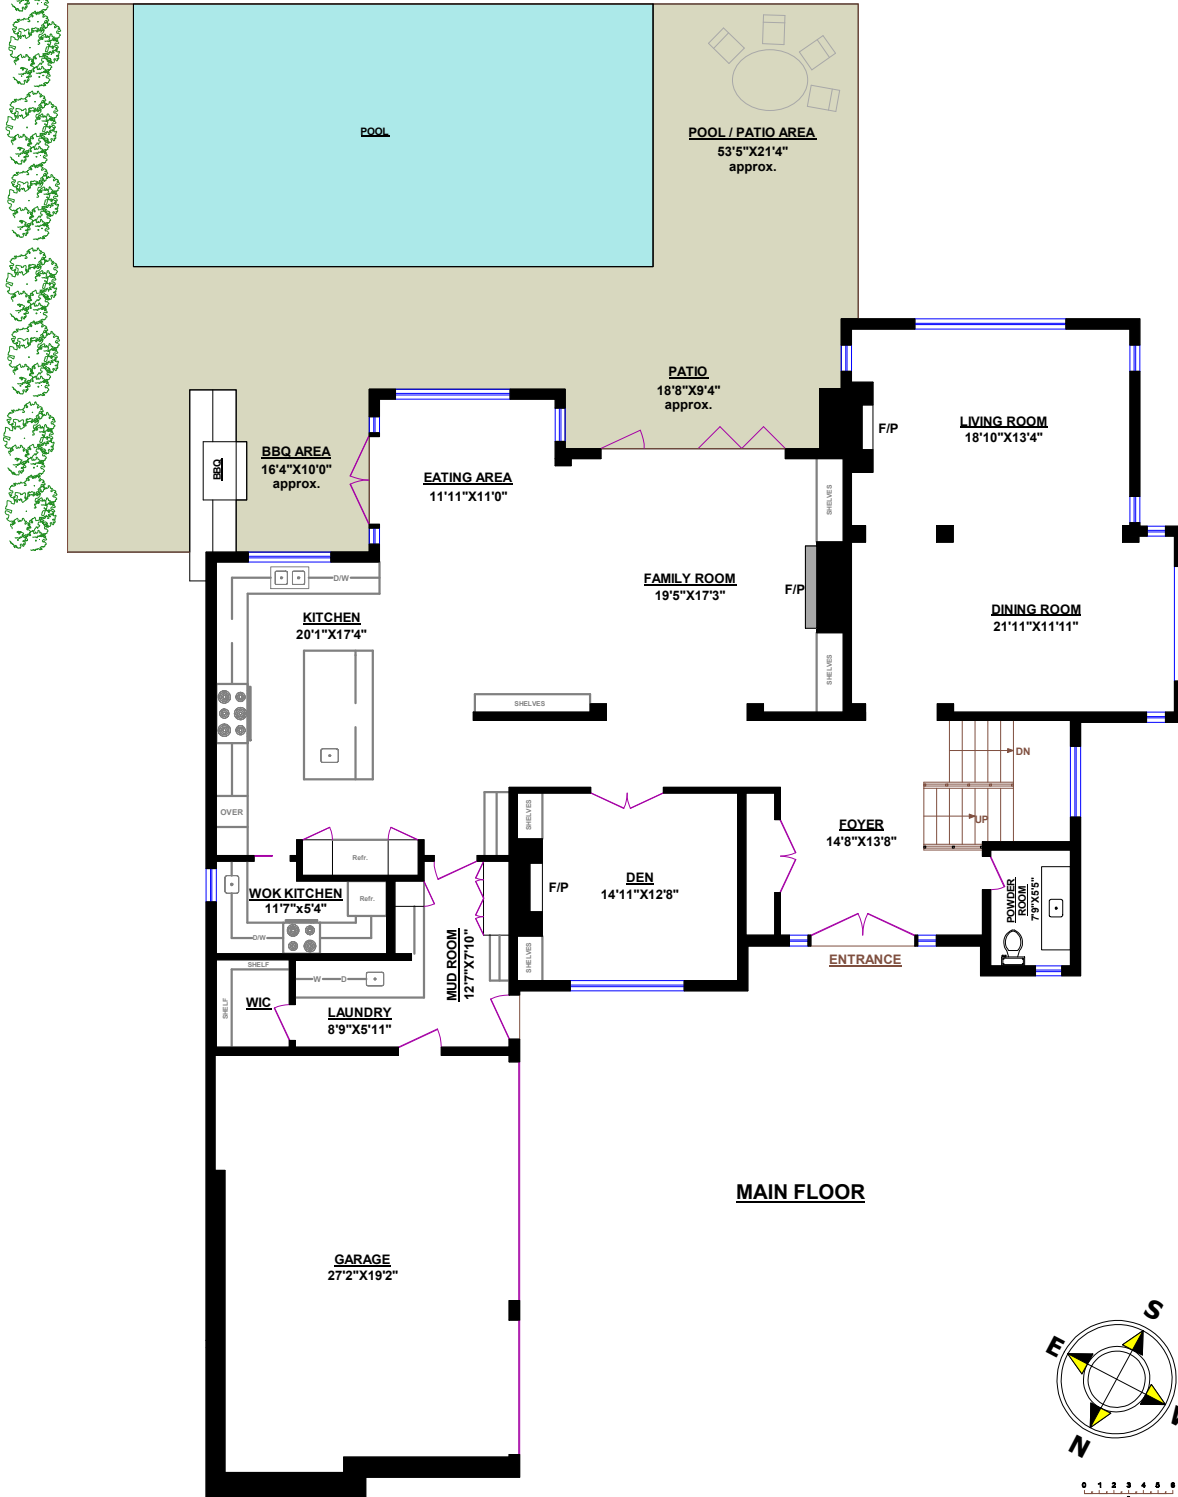 POOL
POOL / PATIO AREA
53'5"X21'4"
approx.
PATIO
18'8"X9'4"
approx.
LIVING ROOM
18'10"X13'4"
F/P
BBQ AREA
16'4"X10'0"
approx.
BBQ
EATING AREA
11'11"X11'0"
SHELVES
D/W
FAMILY ROOM
19'5"X17'3"
F/P
DINING ROOM
21'11"X11'11"
KITCHEN
20'1"X17'4"
SHELVES
SHELVES
DN
UP
OVER
SHELVES
FOYER
14'8"X13'8"
Refr.
DEN
14'11"X12'8"
F/P
WOK KITCHEN
11'7"x5'4"
Refr.
D/W
POWDER
ROOM
7'9"X5'5"
MUD ROOM
12'7"X7'10"
SHELVES
ENTRANCE
SHELF
SHELF
WIC
W
D
LAUNDRY
8'9"X5'11"
MAIN FLOOR
GARAGE
27'2"X19'2"
S
E
N
0 1 2 3 4 5 6